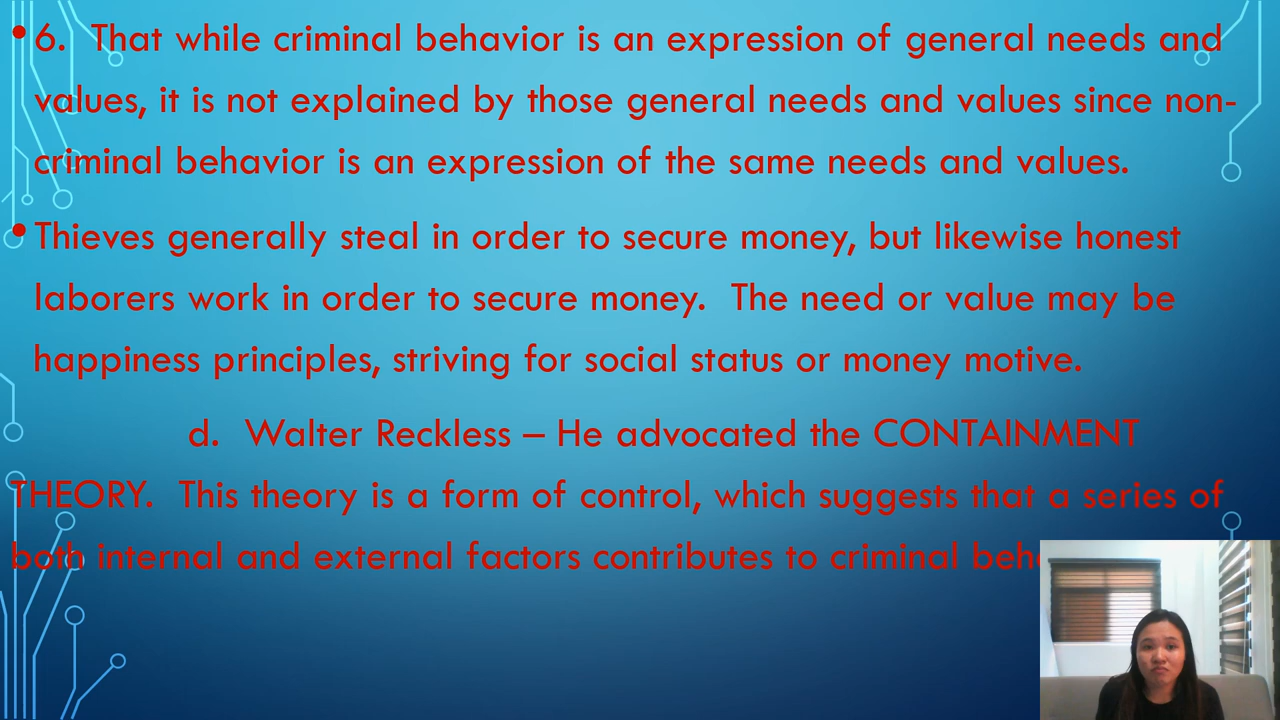 • 6. That while criminal behavior is an expression of general needs and
values, it is not explained by those general needs and values since non-
criminal behavior is an expression of the same needs and values.
• Thieves generally steal in order to secure money, but likewise honest
laborers work in order to secure money. The need or value may be
happiness principles, striving for social status or money motive.
d. Walter Reckless – He advocated the CONTAINMENT
THEORY. This theory is a form of control, which suggests that a series of
both internal and external factors contributes to criminal